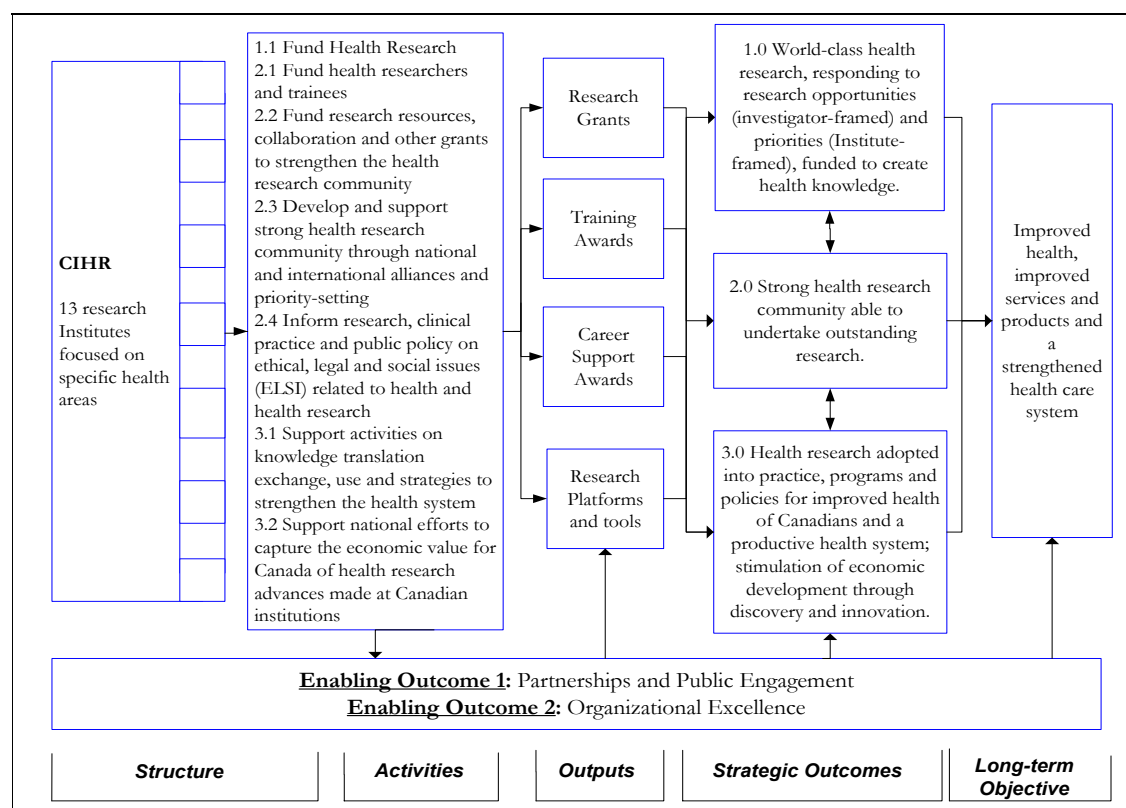 CIHR
13 research
Institutes
focused on
specific health
areas
1.1 Fund Health Research
2.1 Fund health researchers
and trainees
2.2 Fund research resources,
collaboration and other grants
to strengthen the health
research community
2.3 Develop and support
strong health research
community through national
and international alliances and
priority-setting
2.4 Inform research, clinical
practice and public policy on
ethical, legal and social issues
(ELSI) related to health and
health research
3.1 Support activities on
knowledge translation
exchange, use and strategies to
strengthen the health system
3.2 Support national efforts to
capture the economic value for
Canada of health research
advances made at Canadian
institutions
Research
Grants
Training
Awards
Career
Support
Awards
Research
Platforms
and tools
1.0 World-class health
research, responding to
research opportunities
(investigator-framed) and
priorities (Institute-
framed), funded to create
health knowledge.
2.0 Strong health research
community able to
undertake outstanding
research.
3.0 Health research adopted
into practice, programs and
policies for improved health
of Canadians and a
productive health system;
stimulation of economic
development through
discovery and innovation.
Improved
health,
improved
services and
products and
a
strengthened
health care
system
Enabling Outcome 1: Partnerships and Public Engagement
Enabling Outcome 2: Organizational Excellence
Structure
Activities
Outputs
Strategic Outcomes
Long-term
Objective